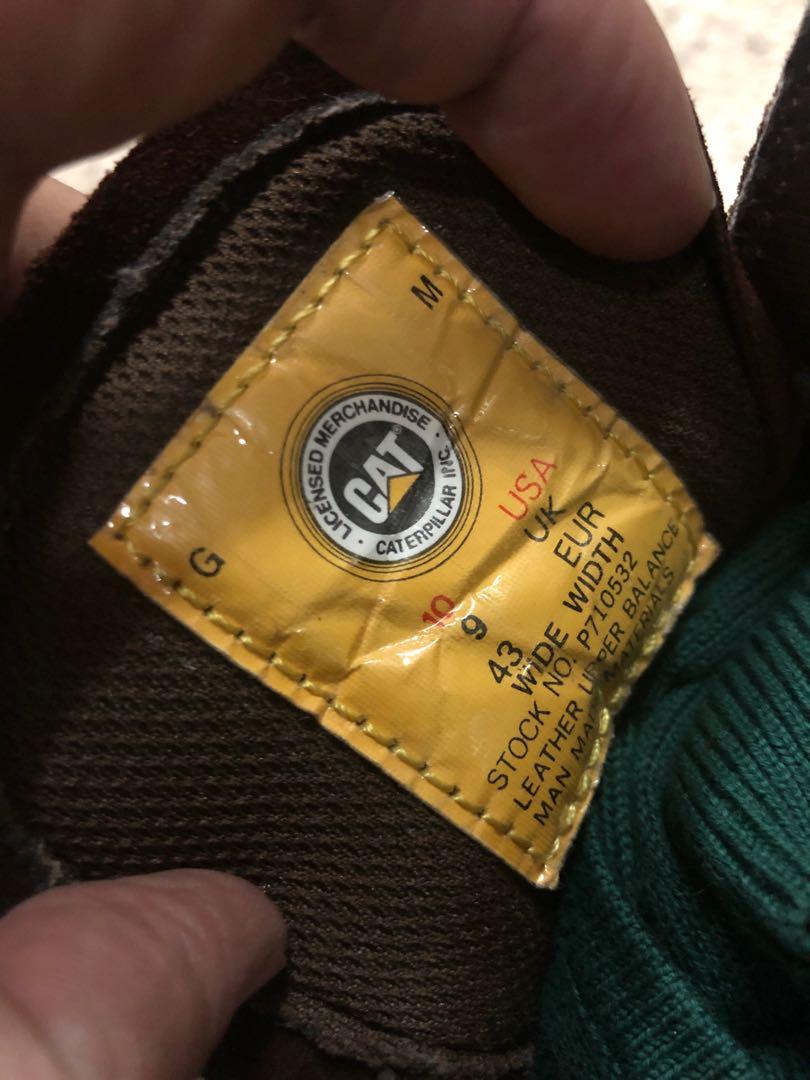 M
G
LICENSED MERCHANDISE
CATERPILLAR INC.
CAT
10 USA
9 UK
43 EUR
WIDE WIDTH
STOCK NO. P710532
LEATHER UPPER BALANCE
MAN MATERIALS